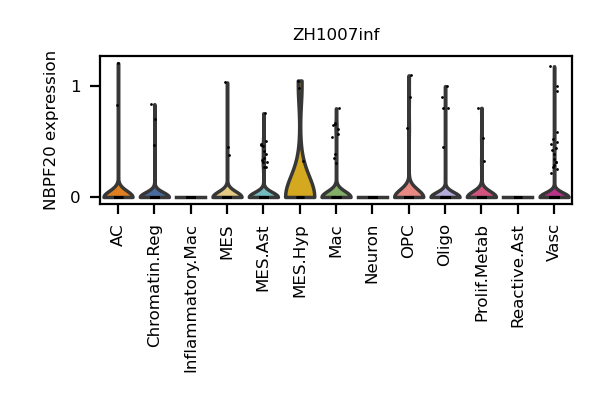 ZH1007inf
NBPF20 expression
1
0
AC
Chromatin.Reg
Inflammatory.Mac
MES
MES.Ast
MES.Hyp
Mac
Neuron
OPC
Oligo
Prolif.Metab
Reactive.Ast
Vasc